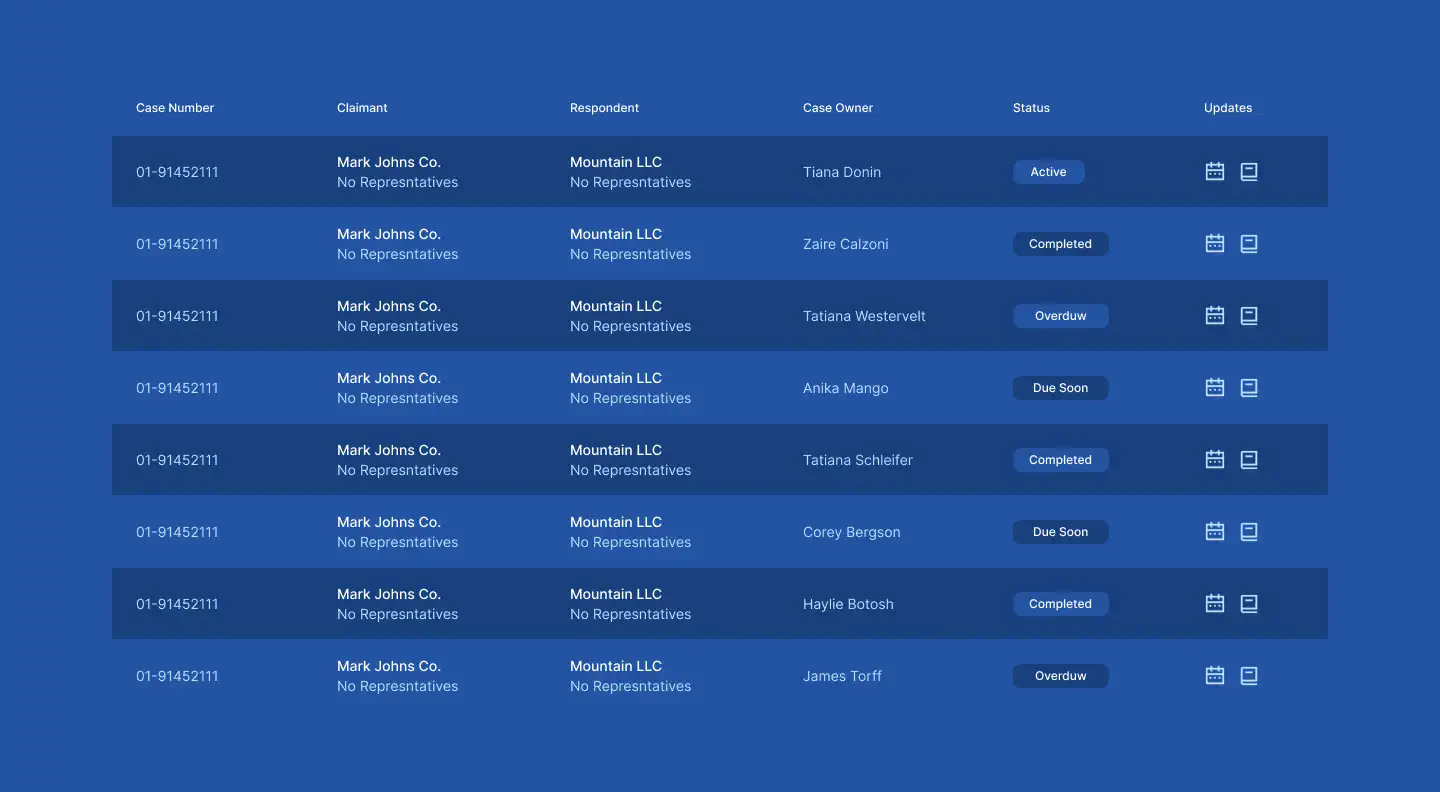 Case Number Claimant Respondent Case Owner Status Updates
Mark Johns Co. Mountain LLC
01-91452111 Tiana Donin Active
No Represntatives No Represntatives
Mark Johns Co. Mountain LLC
01-91452111 Zaire Calzoni Completed
No Represntatives No Represntatives
Mark Johns Co. Mountain LLC
01-91452111 Tatiana Westervelt Overduw
No Represntatives No Represntatives
Mark Johns Co. Mountain LLC
01-91452111 Anika Mango Due Soon
No Represntatives No Represntatives
Mark Johns Co. Mountain LLC
01-91452111 Tatiana Schleifer Completed
No Represntatives No Represntatives
Mark Johns Co. Mountain LLC
01-91452111 Corey Bergson Due Soon
No Represntatives No Represntatives
Mark Johns Co. Mountain LLC
01-91452111 Haylie Botosh Completed
No Represntatives No Represntatives
Mark Johns Co. Mountain LLC
01-91452111 James Torff Overduw
No Represntatives No Represntatives